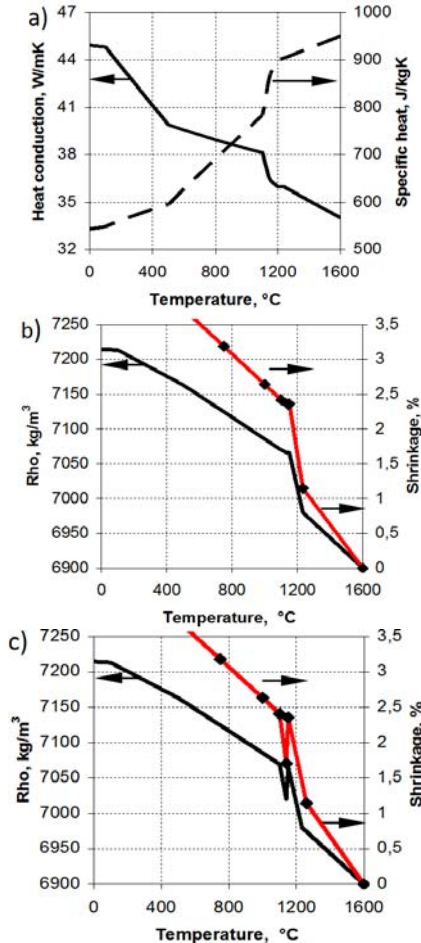 a)
47
44
41
38
35
32
Heat conduction, W/mK
1000
900
800
700
600
500
Specific heat, J/kgK
0 400 800 1200 1600
Temperature, °C
b)
7250
7200
7150
7100
7050
7000
6950
6900
Rho, kg/m³
3,5
3
2,5
2
1,5
1
0,5
0
Shrinkage, %
0 400 800 1200 1600
Temperature, °C
c)
7250
7200
7150
7100
7050
7000
6950
6900
Rho, kg/m³
3,5
3
2,5
2
1,5
1
0,5
0
Shrinkage, %
0 400 800 1200 1600
Temperature, °C